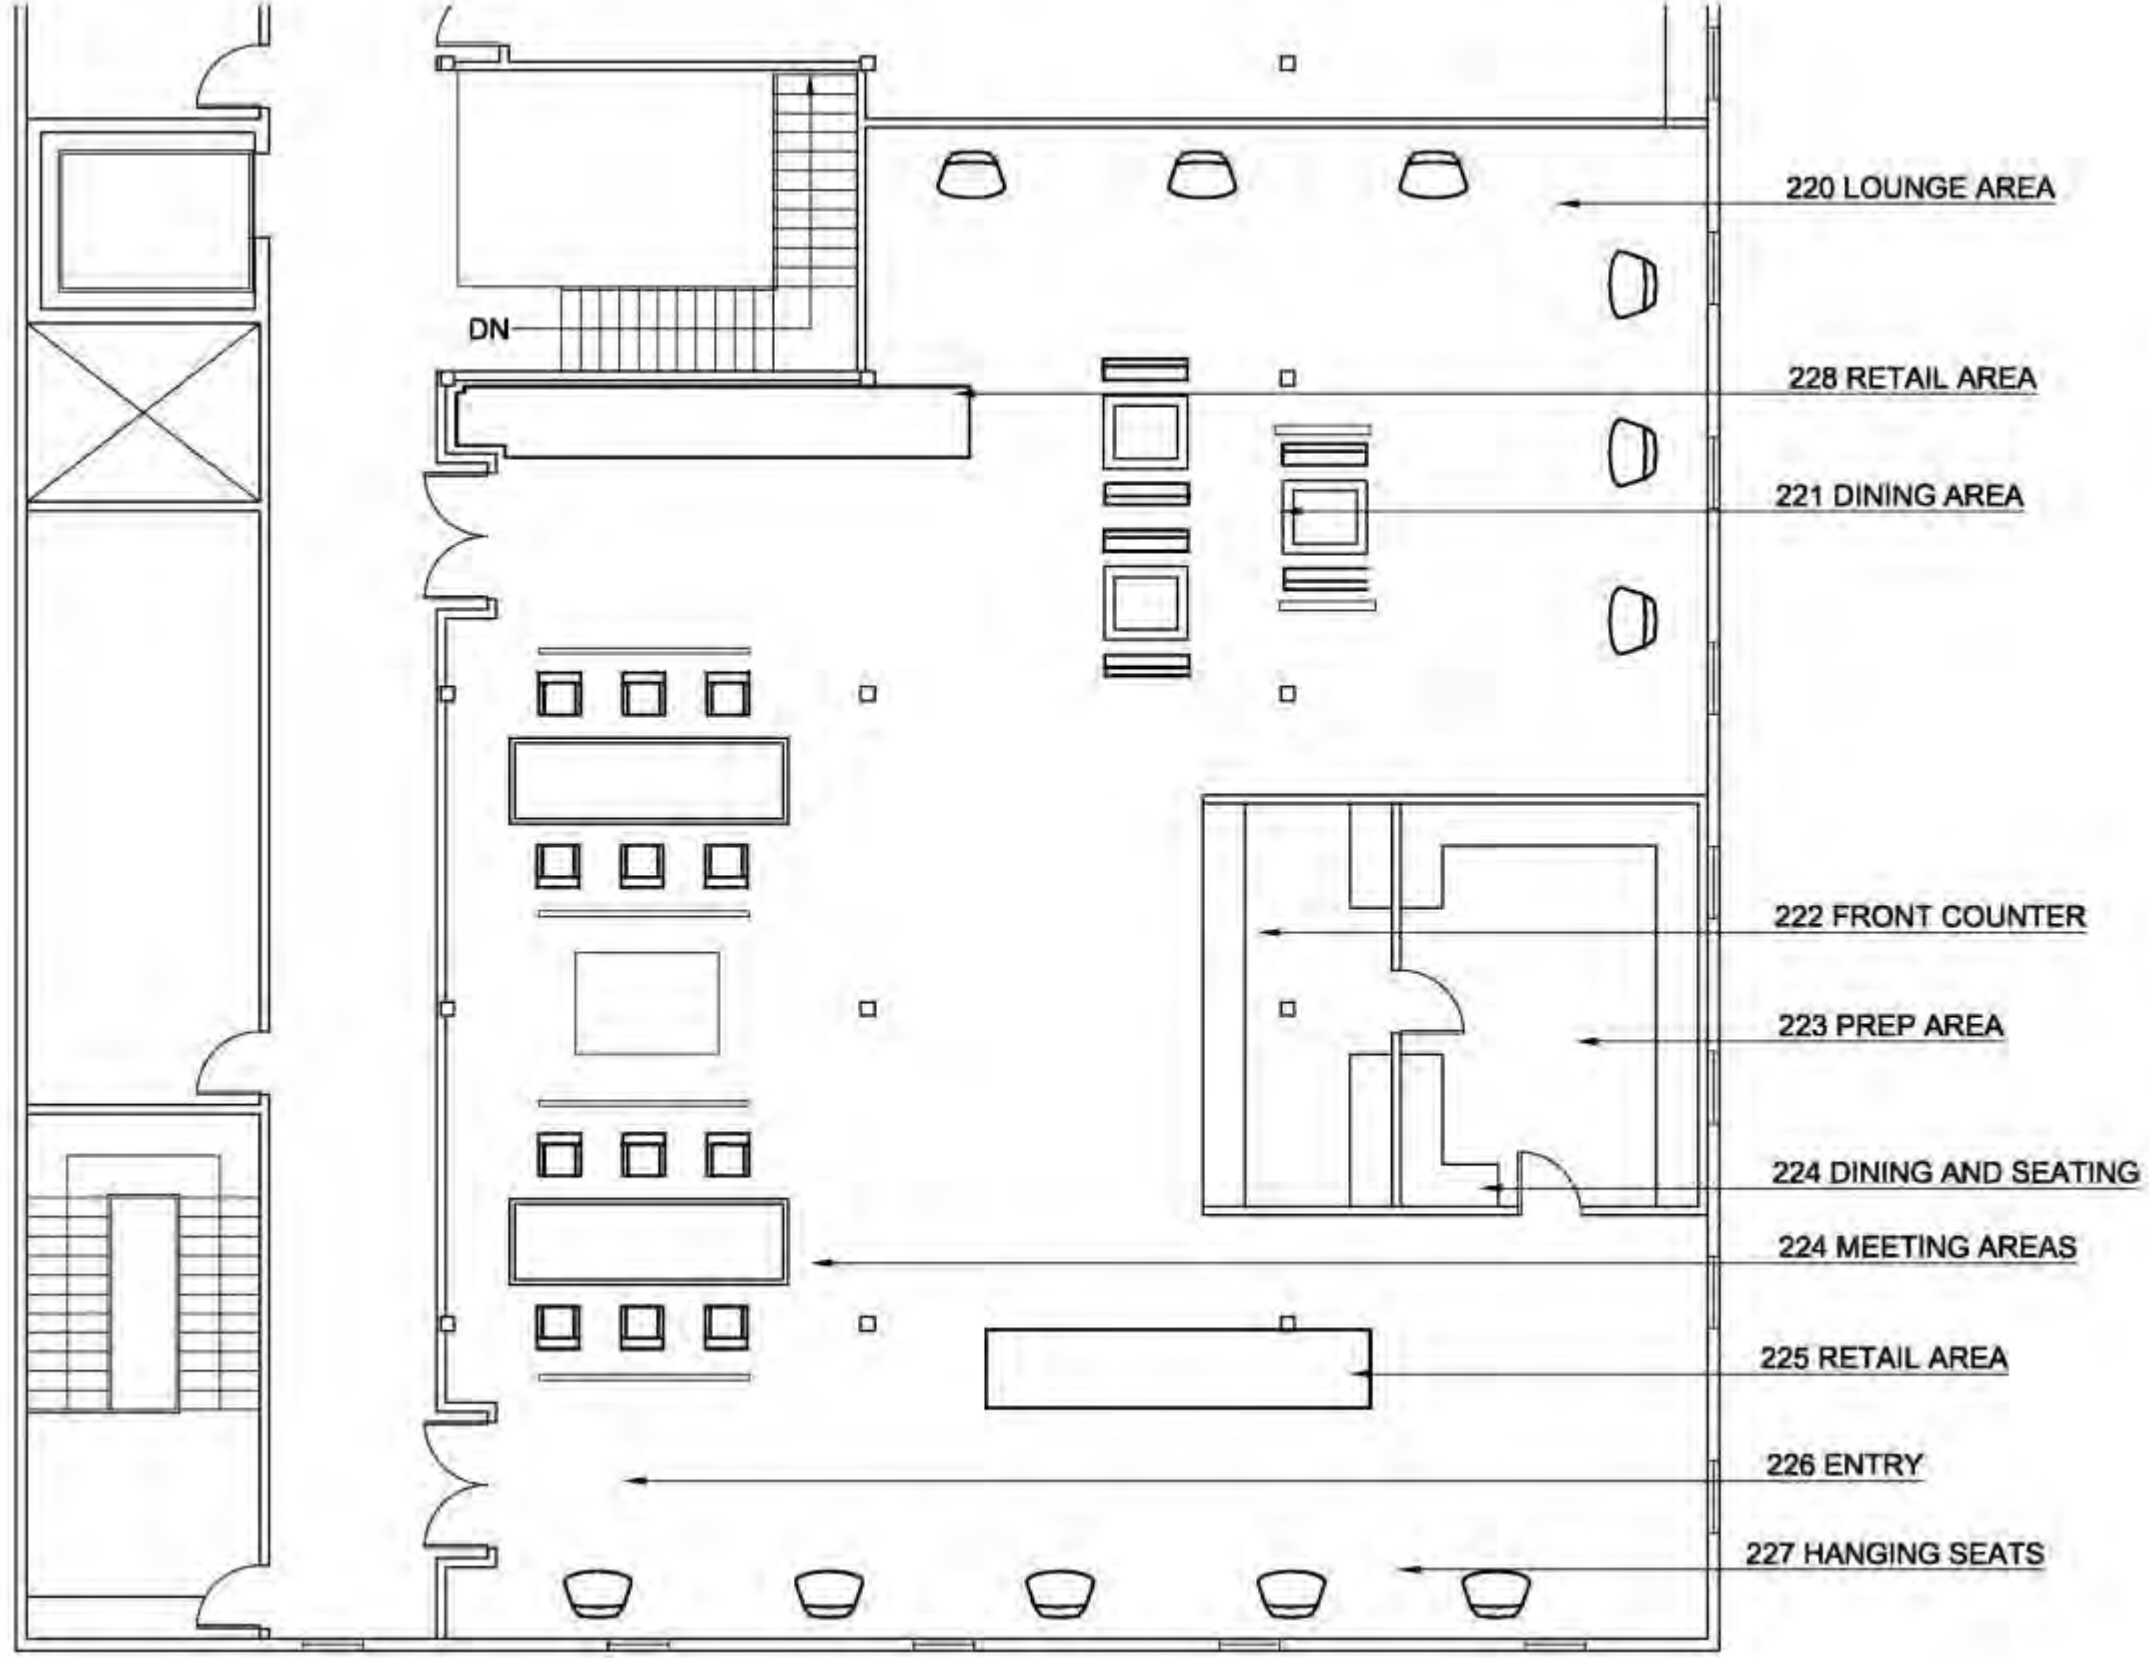 220 LOUNGE AREA
DN
228 RETAIL AREA
221 DINING AREA
222 FRONT COUNTER
223 PREP AREA
224 DINING AND SEATING
224 MEETING AREAS
225 RETAIL AREA
226 ENTRY
227 HANGING SEATS